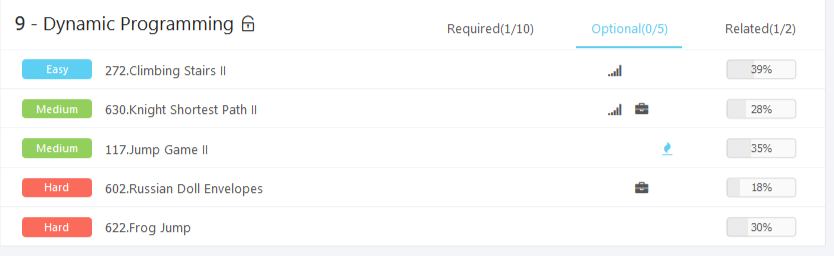 9 - Dynamic Programming Required(1/10) Optional(0/5) Related(1/2)
Easy 272.Climbing Stairs II 39%
Medium 630.Knight Shortest Path II 28%
Medium 117.Jump Game II 35%
Hard 602.Russian Doll Envelopes 18%
Hard 622.Frog Jump 30%